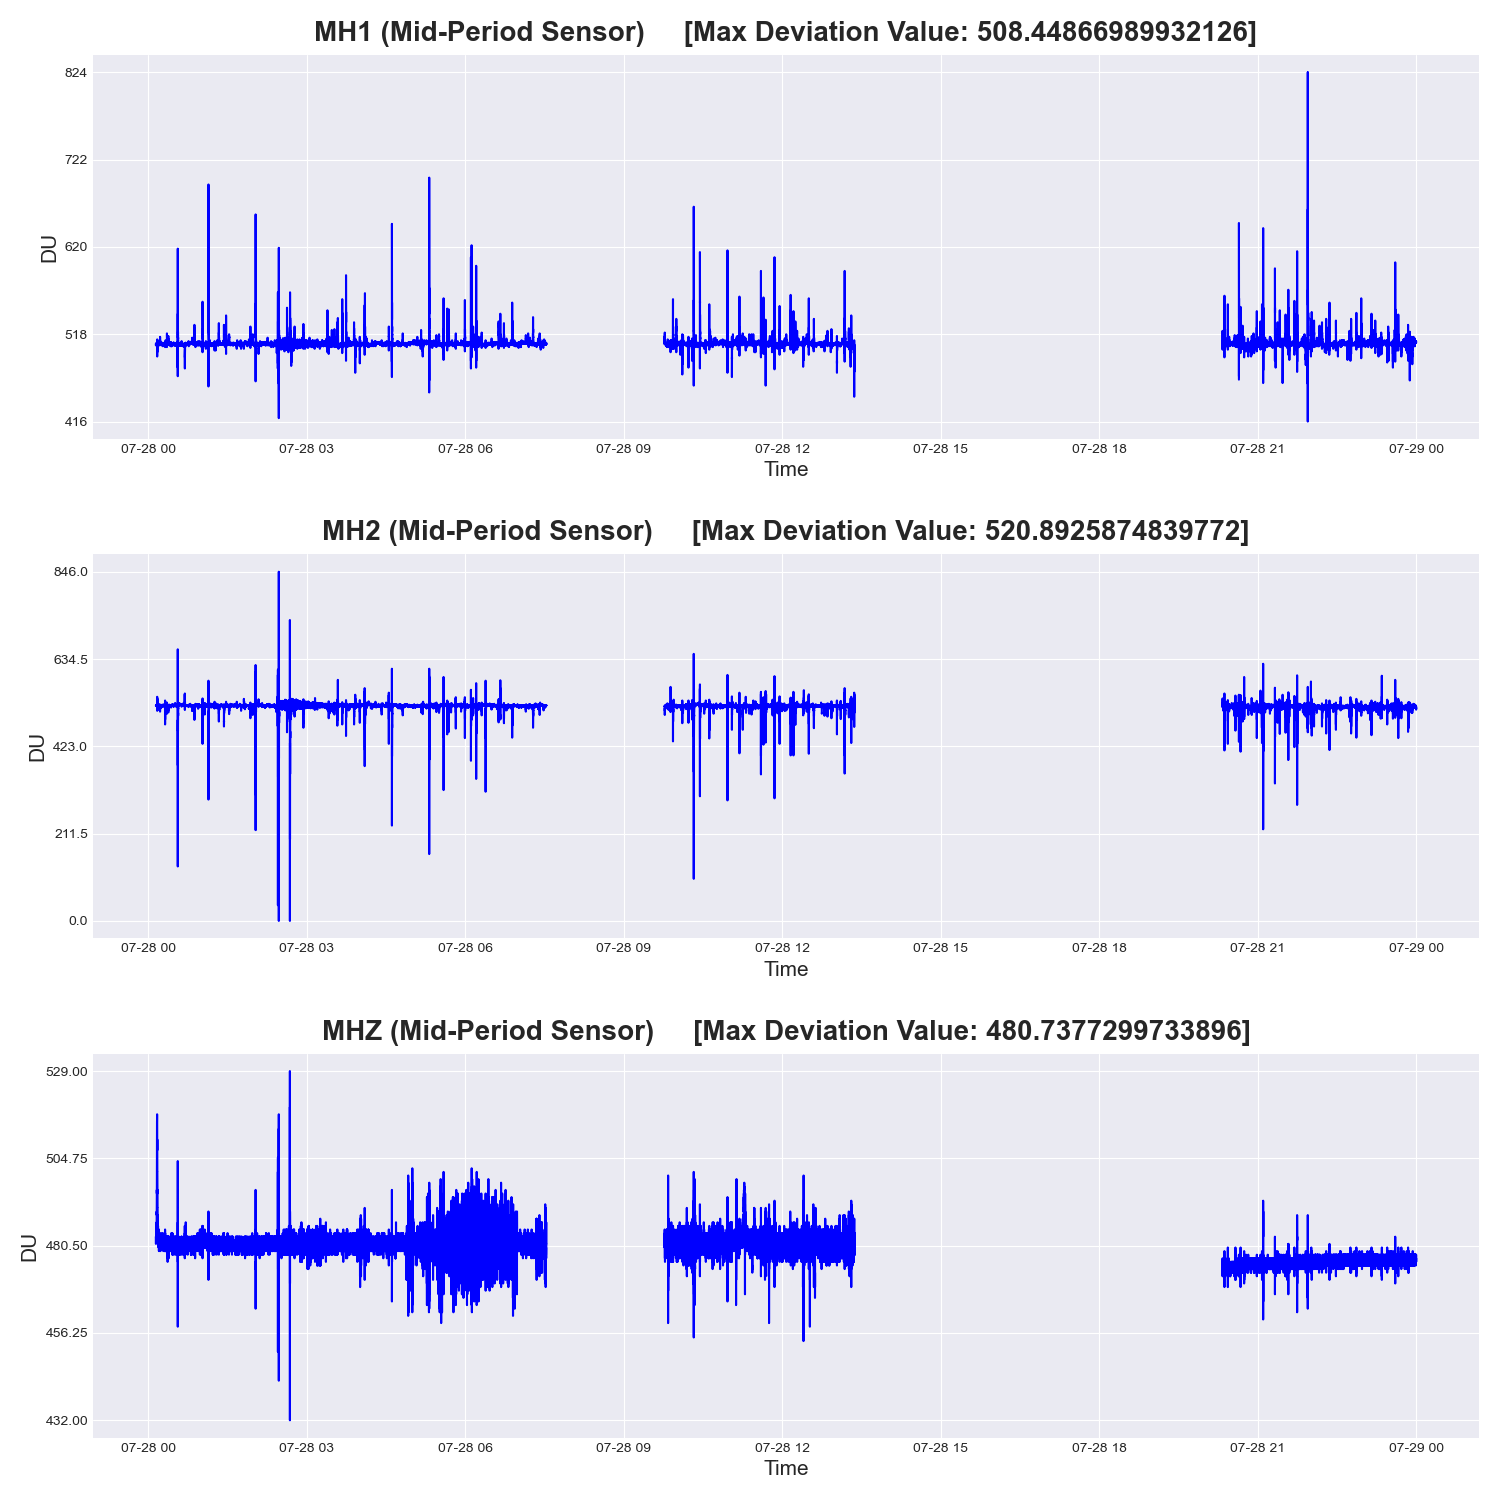 MH1 (Mid-Period Sensor) [Max Deviation Value: 508.44866989932126]
824
722
620
518
416
DU
07-28 00 07-28 03 07-28 06 07-28 09 07-28 12 07-28 15 07-28 18 07-28 21 07-29 00
Time
MH2 (Mid-Period Sensor) [Max Deviation Value: 520.8925874839772]
846.0
634.5
423.0
211.5
0.0
DU
07-28 00 07-28 03 07-28 06 07-28 09 07-28 12 07-28 15 07-28 18 07-28 21 07-29 00
Time
MHZ (Mid-Period Sensor) [Max Deviation Value: 480.7377299733896]
529.00
504.75
480.50
456.25
432.00
DU
07-28 00 07-28 03 07-28 06 07-28 09 07-28 12 07-28 15 07-28 18 07-28 21 07-29 00
Time